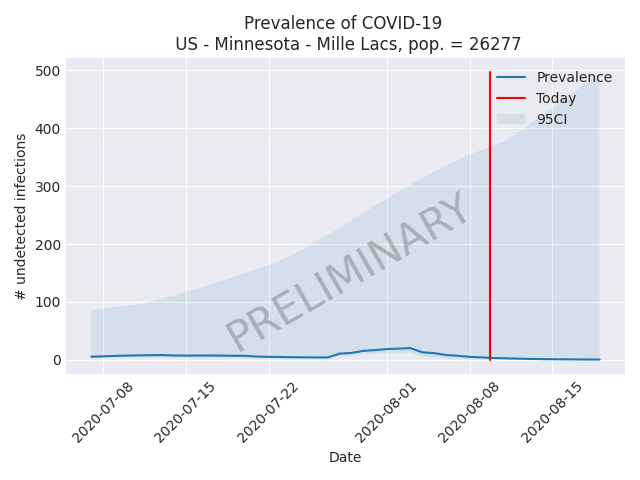 Prevalence of COVID-19
US - Minnesota - Mille Lacs, pop. = 26277
500
400
300
200
100
0
# undetected infections
Prevalence
Today
95CI
PRELIMINARY
2020-07-08
2020-07-15
2020-07-22
2020-08-01
2020-08-08
2020-08-15
Date